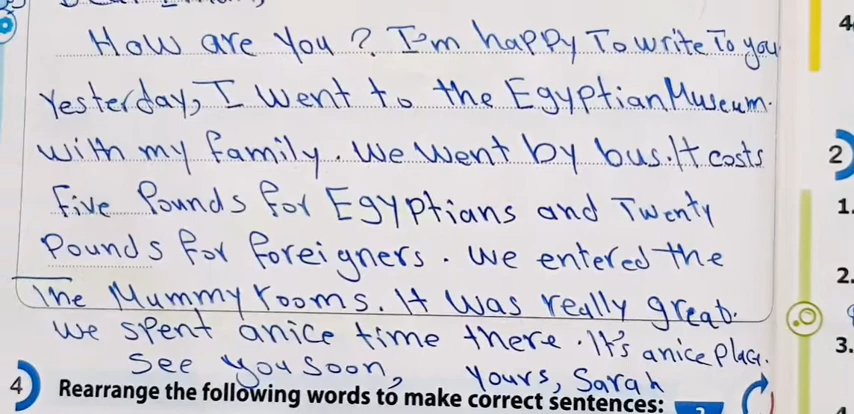 How are you ? I'm happy To write To you
Yesterday, I went to the Egyptian Museum.
with my family. We went by bus. It costs
five Pounds for Egyptians and Twenty
Pounds for foreigners. we entered the
The Mummy rooms. It was really great.
we spent a nice time there. It's a nice place.
See you soon,
yours, Sarah
4 Rearrange the following words to make correct sentences:
4
2
1.
2.
3.